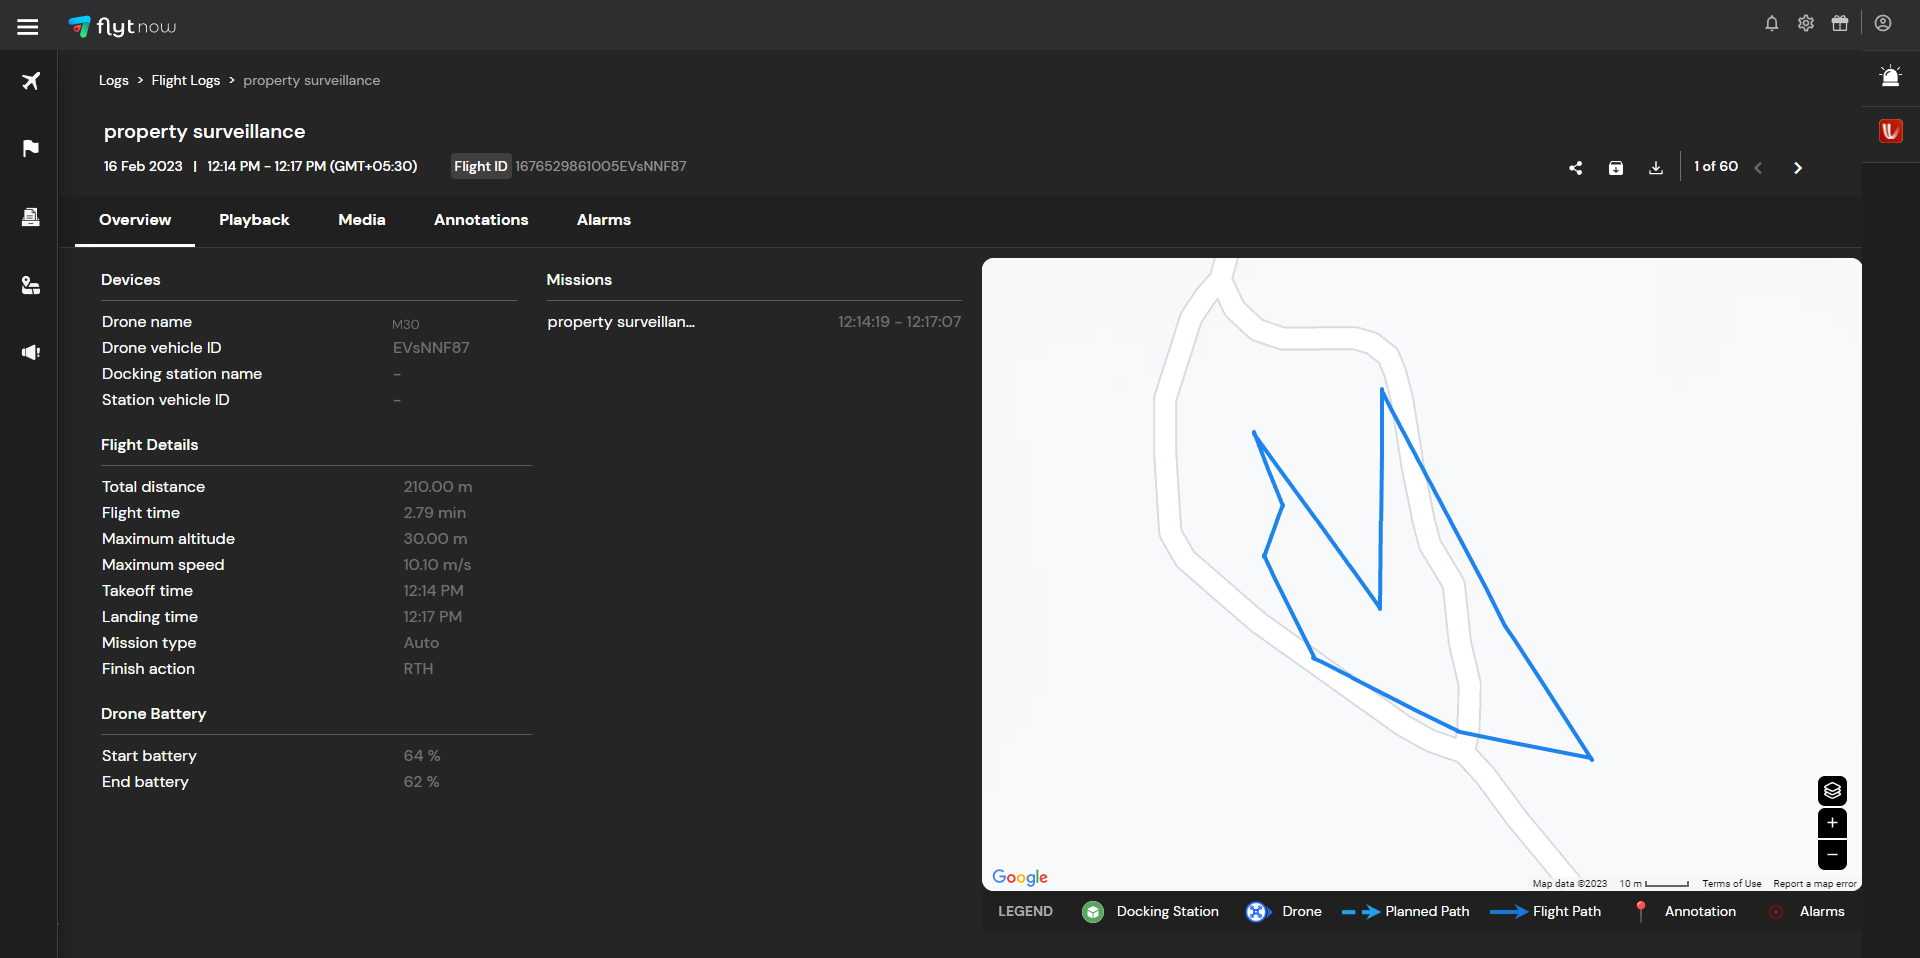 flytnow
Logs > Flight Logs > property surveillance
property surveillance
16 Feb 2023 | 12:14 PM - 12:17 PM (GMT+05:30) Flight ID 1676529861005EVsNNF87
1 of 60
Overview Playback Media Annotations Alarms
Devices
Drone name M30
Drone vehicle ID EVsNNF87
Docking station name -
Station vehicle ID -
Flight Details
Total distance 210.00 m
Flight time 2.79 min
Maximum altitude 30.00 m
Maximum speed 10.10 m/s
Takeoff time 12:14 PM
Landing time 12:17 PM
Mission type Auto
Finish action RTH
Drone Battery
Start battery 64 %
End battery 62 %
Missions
property surveillan... 12:14:19 - 12:17:07
Google
Map data ©2023 10 m Terms of Use Report a map error
LEGEND Docking Station Drone Planned Path Flight Path Annotation Alarms